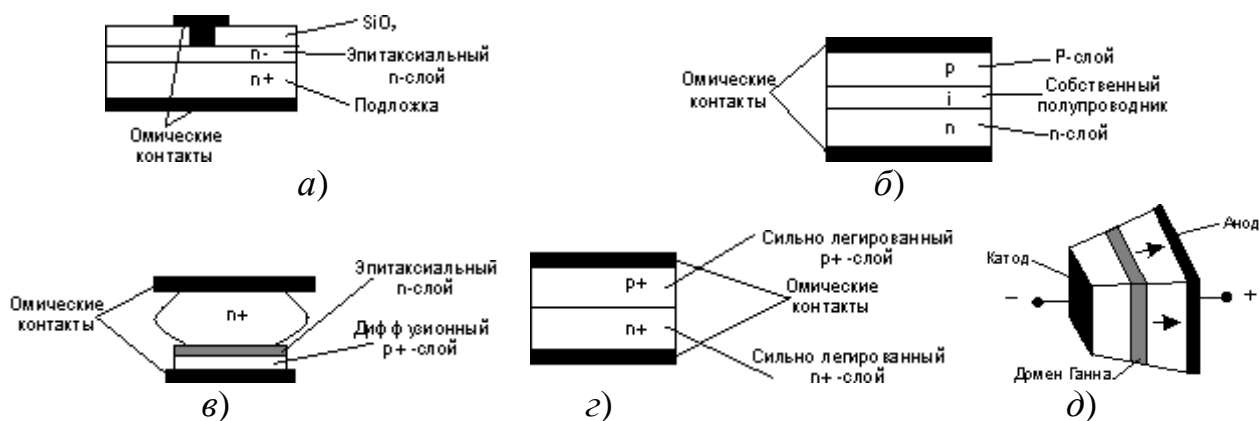 SiO₂
n-
Эпитаксиальный
n-слой
n+
Подложка
Омические
контакты
а)
Омические
контакты
p
P-слой
i
Собственный
полупроводник
n
n-слой
б)
Омические
контакты
n+
Эпитаксиальный
n-слой
Диффузионный
p+-слой
в)
Сильно легированный
p+-слой
p+
Омические
контакты
n+
Сильно легированный
n+-слой
г)
Анод
Катод
–
+
Домен Ганна
д)